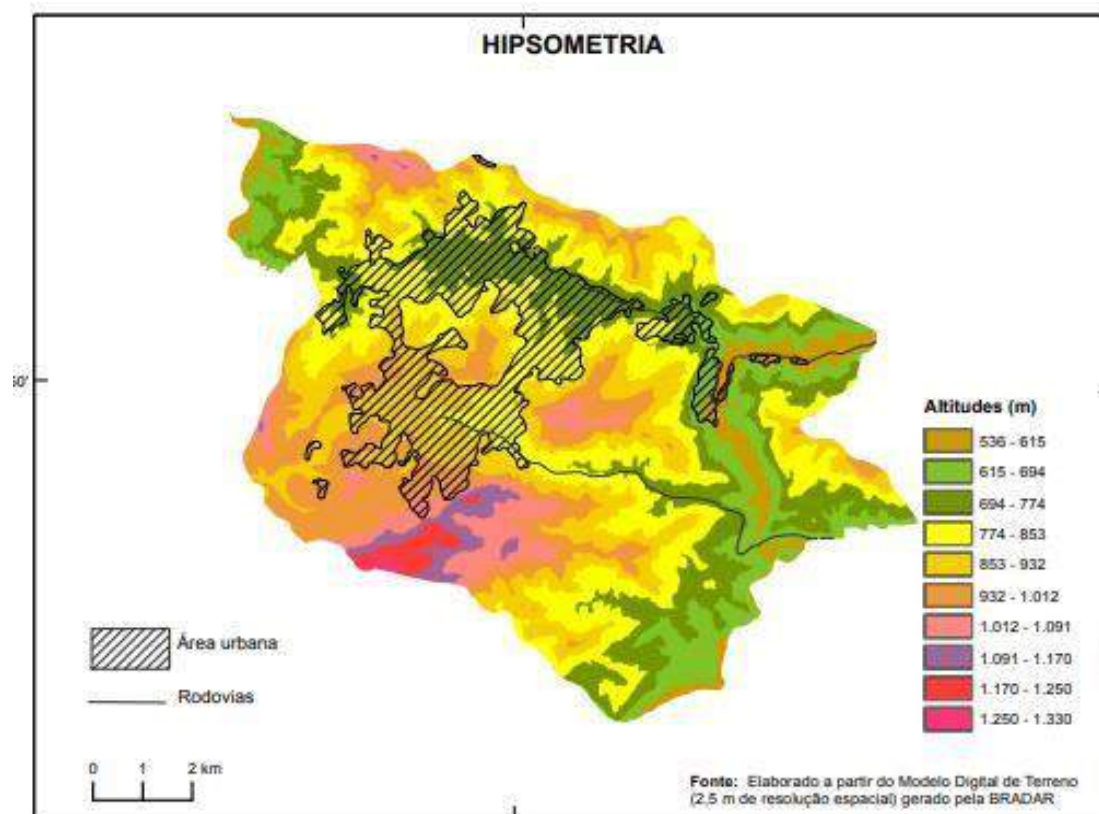 HIPSOMETRIA
50'
Altitudes (m)
536 - 615
615 - 694
694 - 774
774 - 853
853 - 932
932 - 1.012
1.012 - 1.091
1.091 - 1.170
1.170 - 1.250
1.250 - 1.330
Área urbana
Rodovias
0 1 2 km
Fonte: Elaborado a partir do Modelo Digital de Terreno
(2,5 m de resolução espacial) gerado pela BRADAR